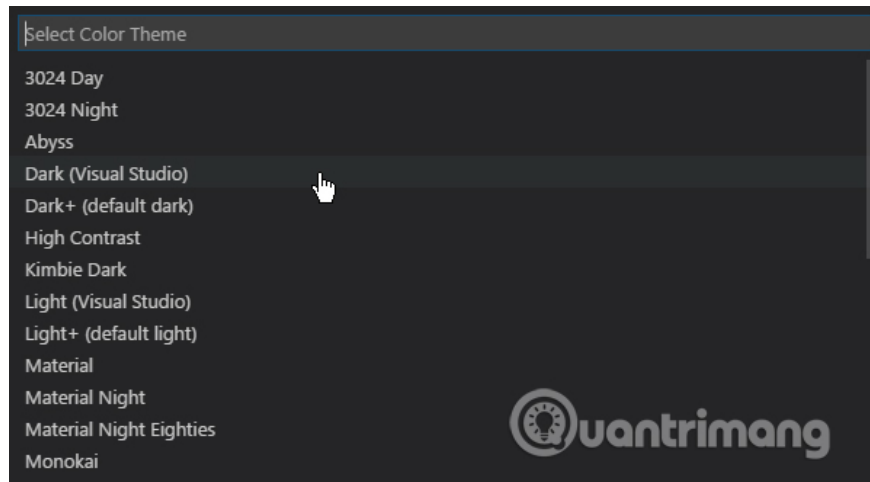 Select Color Theme
3024 Day
3024 Night
Abyss
Dark (Visual Studio)
Dark+ (default dark)
High Contrast
Kimbie Dark
Light (Visual Studio)
Light+ (default light)
Material
Material Night
Material Night Eighties
Monokai
Quantrimang